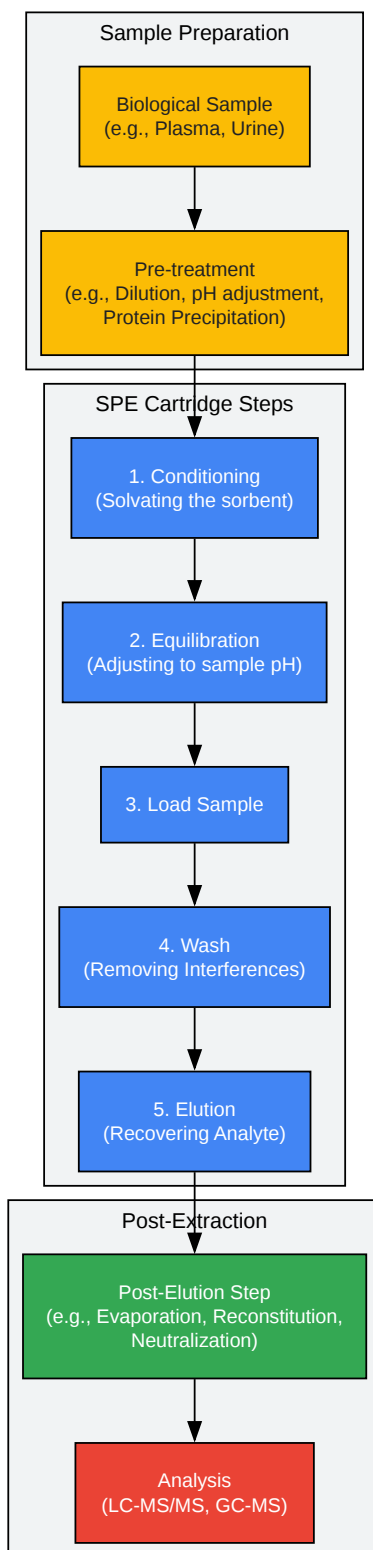 Sample Preparation
Biological Sample
(e.g., Plasma, Urine)
Pre-treatment
(e.g., Dilution, pH adjustment,
Protein Precipitation)
SPE Cartridge Steps
1. Conditioning
(Solvating the sorbent)
2. Equilibration
(Adjusting to sample pH)
3. Load Sample
4. Wash
(Removing Interferences)
5. Elution
(Recovering Analyte)
Post-Extraction
Post-Elution Step
(e.g., Evaporation, Reconstitution,
Neutralization)
Analysis
(LC-MS/MS, GC-MS)